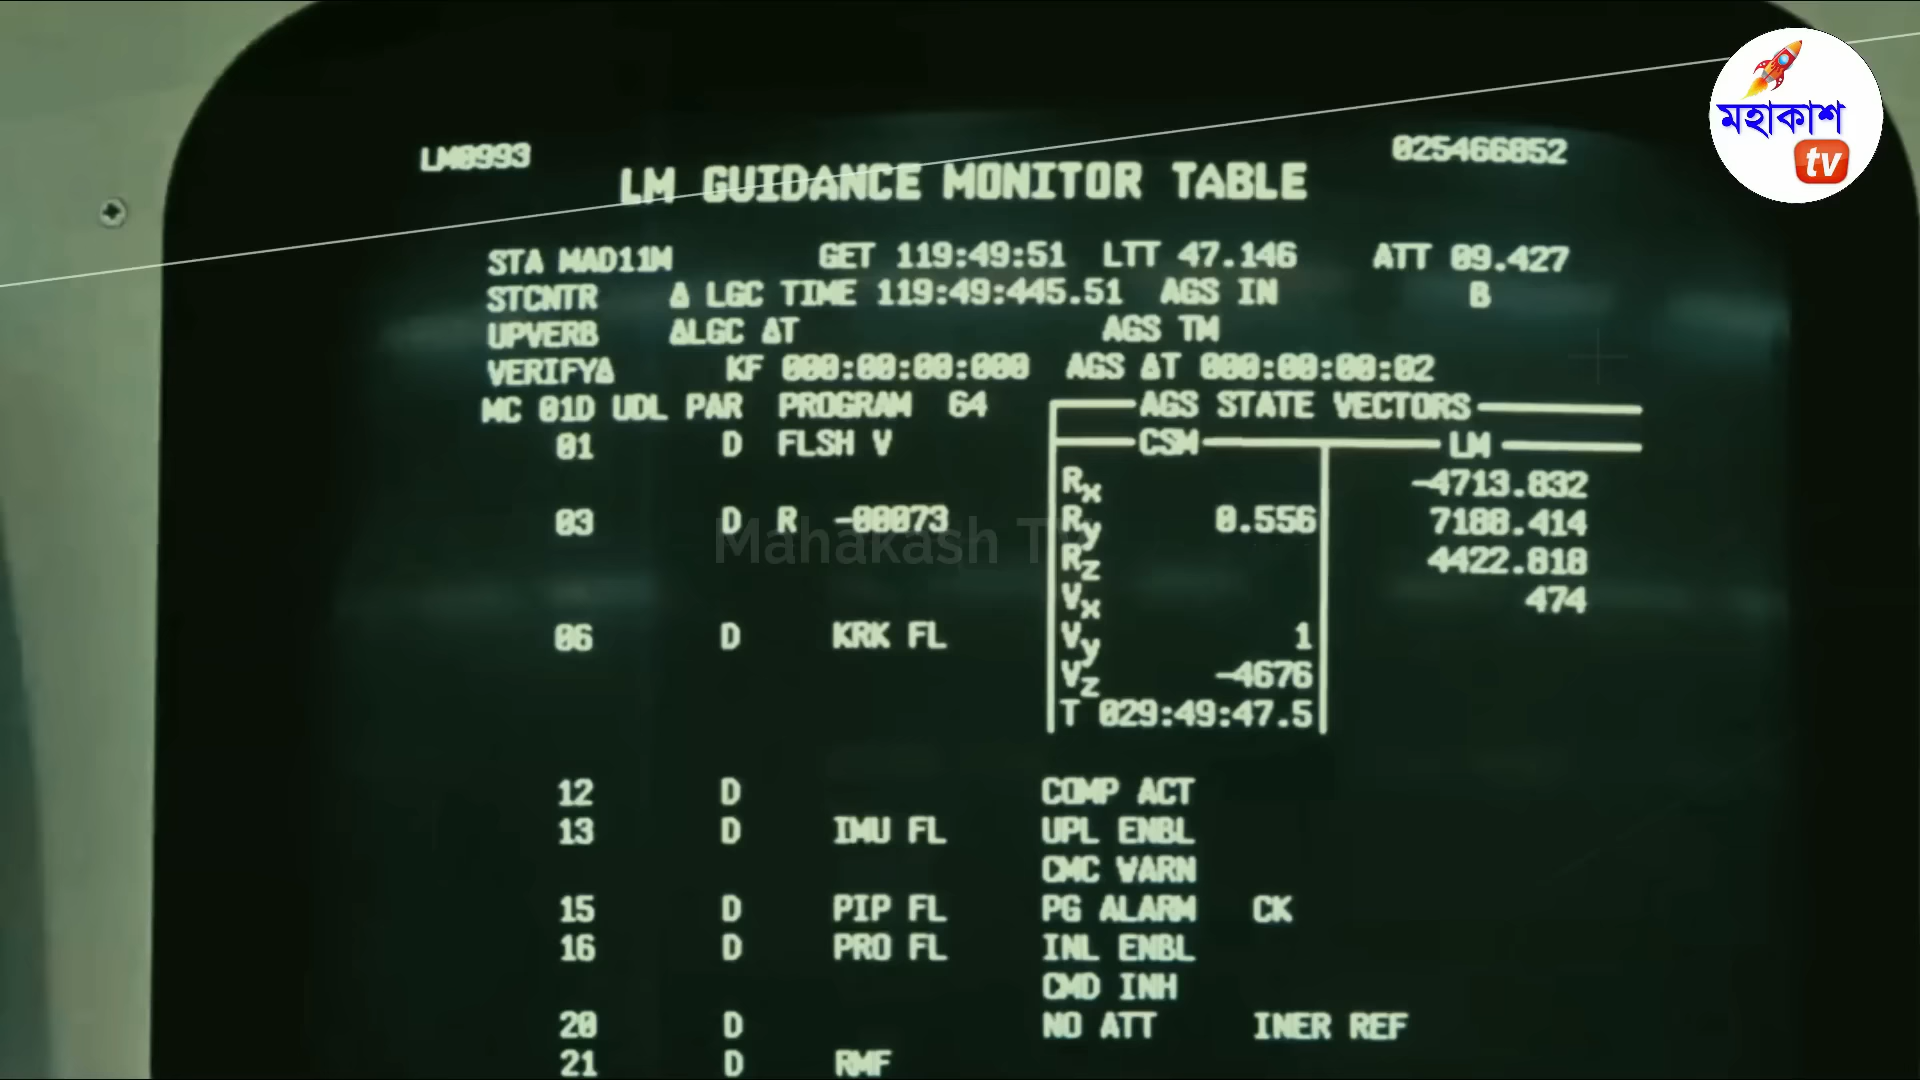 LM0993
025466852
LM GUIDANCE MONITOR TABLE
মহাকাশ
tv
STA MAD11M GET 119:49:51 LTT 47.146 ATT 09.427
STCNTR Δ LGC TIME 119:49:445.51 AGS IN B
UPVERB ΔLGC ΔT AGS TM
VERIFYΔ KF 000:00:00:000 AGS ΔT 000:00:00:02
MC 01D UDL PAR PROGRAM 64 AGS STATE VECTORS
01 D FLSH V CSM LM
Rx -4713.832
03 D R -00073 Ry 0.556 7188.414
Mahakash T
Rz 4422.818
Vx 474
06 D KRK FL Vy 1
Vz -4676
T 029:49:47.5
12 D COMP ACT
13 D IMU FL UPL ENBL
CMC WARN
15 D PIP FL PG ALARM CK
16 D PRO FL INL ENBL
CMD INH
20 D NO ATT INER REF
21 D RMF